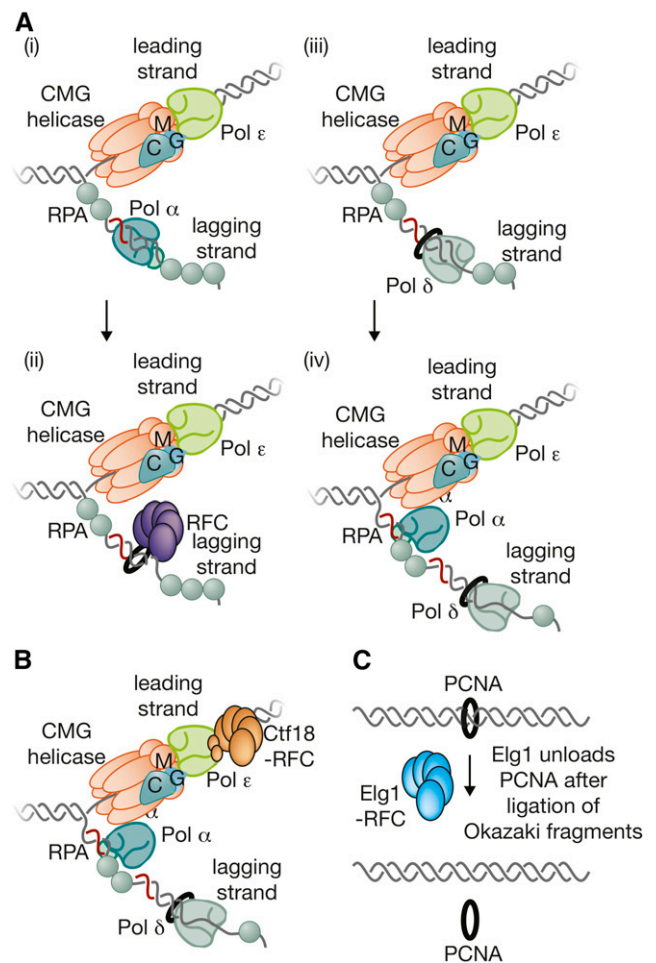 A
(i)
leading
strand
CMG
helicase
M
C
G
Pol ε
RPA
Pol α
lagging
strand
(iii)
leading
strand
CMG
helicase
M
C
G
Pol ε
RPA
lagging
strand
Pol δ
(ii)
leading
strand
CMG
helicase
M
C
G
Pol ε
RPA
RFC
lagging
strand
(iv)
leading
strand
CMG
helicase
M
C
G
Pol ε
α
Pol α
RPA
lagging
strand
Pol δ
B
leading
strand
Ctf18
-RFC
CMG
helicase
M
C
G
Pol ε
α
Pol α
RPA
lagging
strand
Pol δ
C
PCNA
Elg1
-RFC
Elg1 unloads
PCNA after
ligation of
Okazaki fragments
PCNA